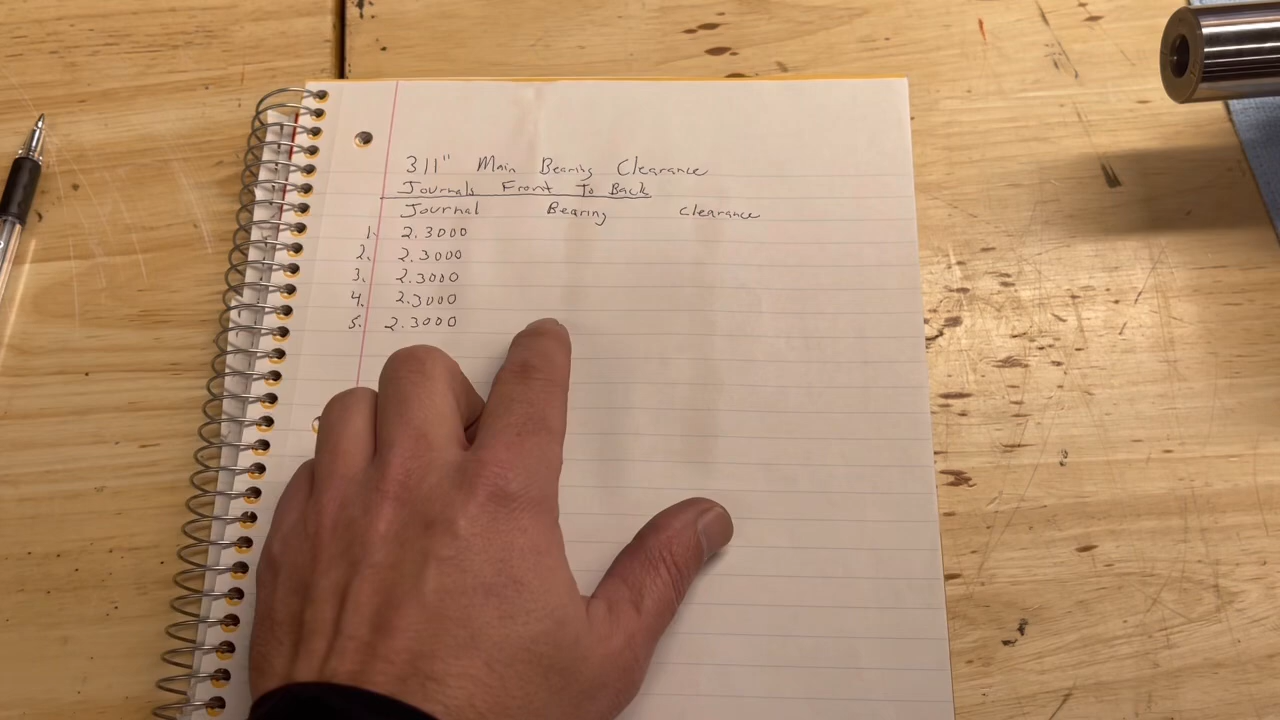 311" Main Bearing Clearance
Journals Front To Back
Journal Bearing Clearance
1. 2.3000
2. 2.3000
3. 2.3000
4. 2.3000
5. 2.3000